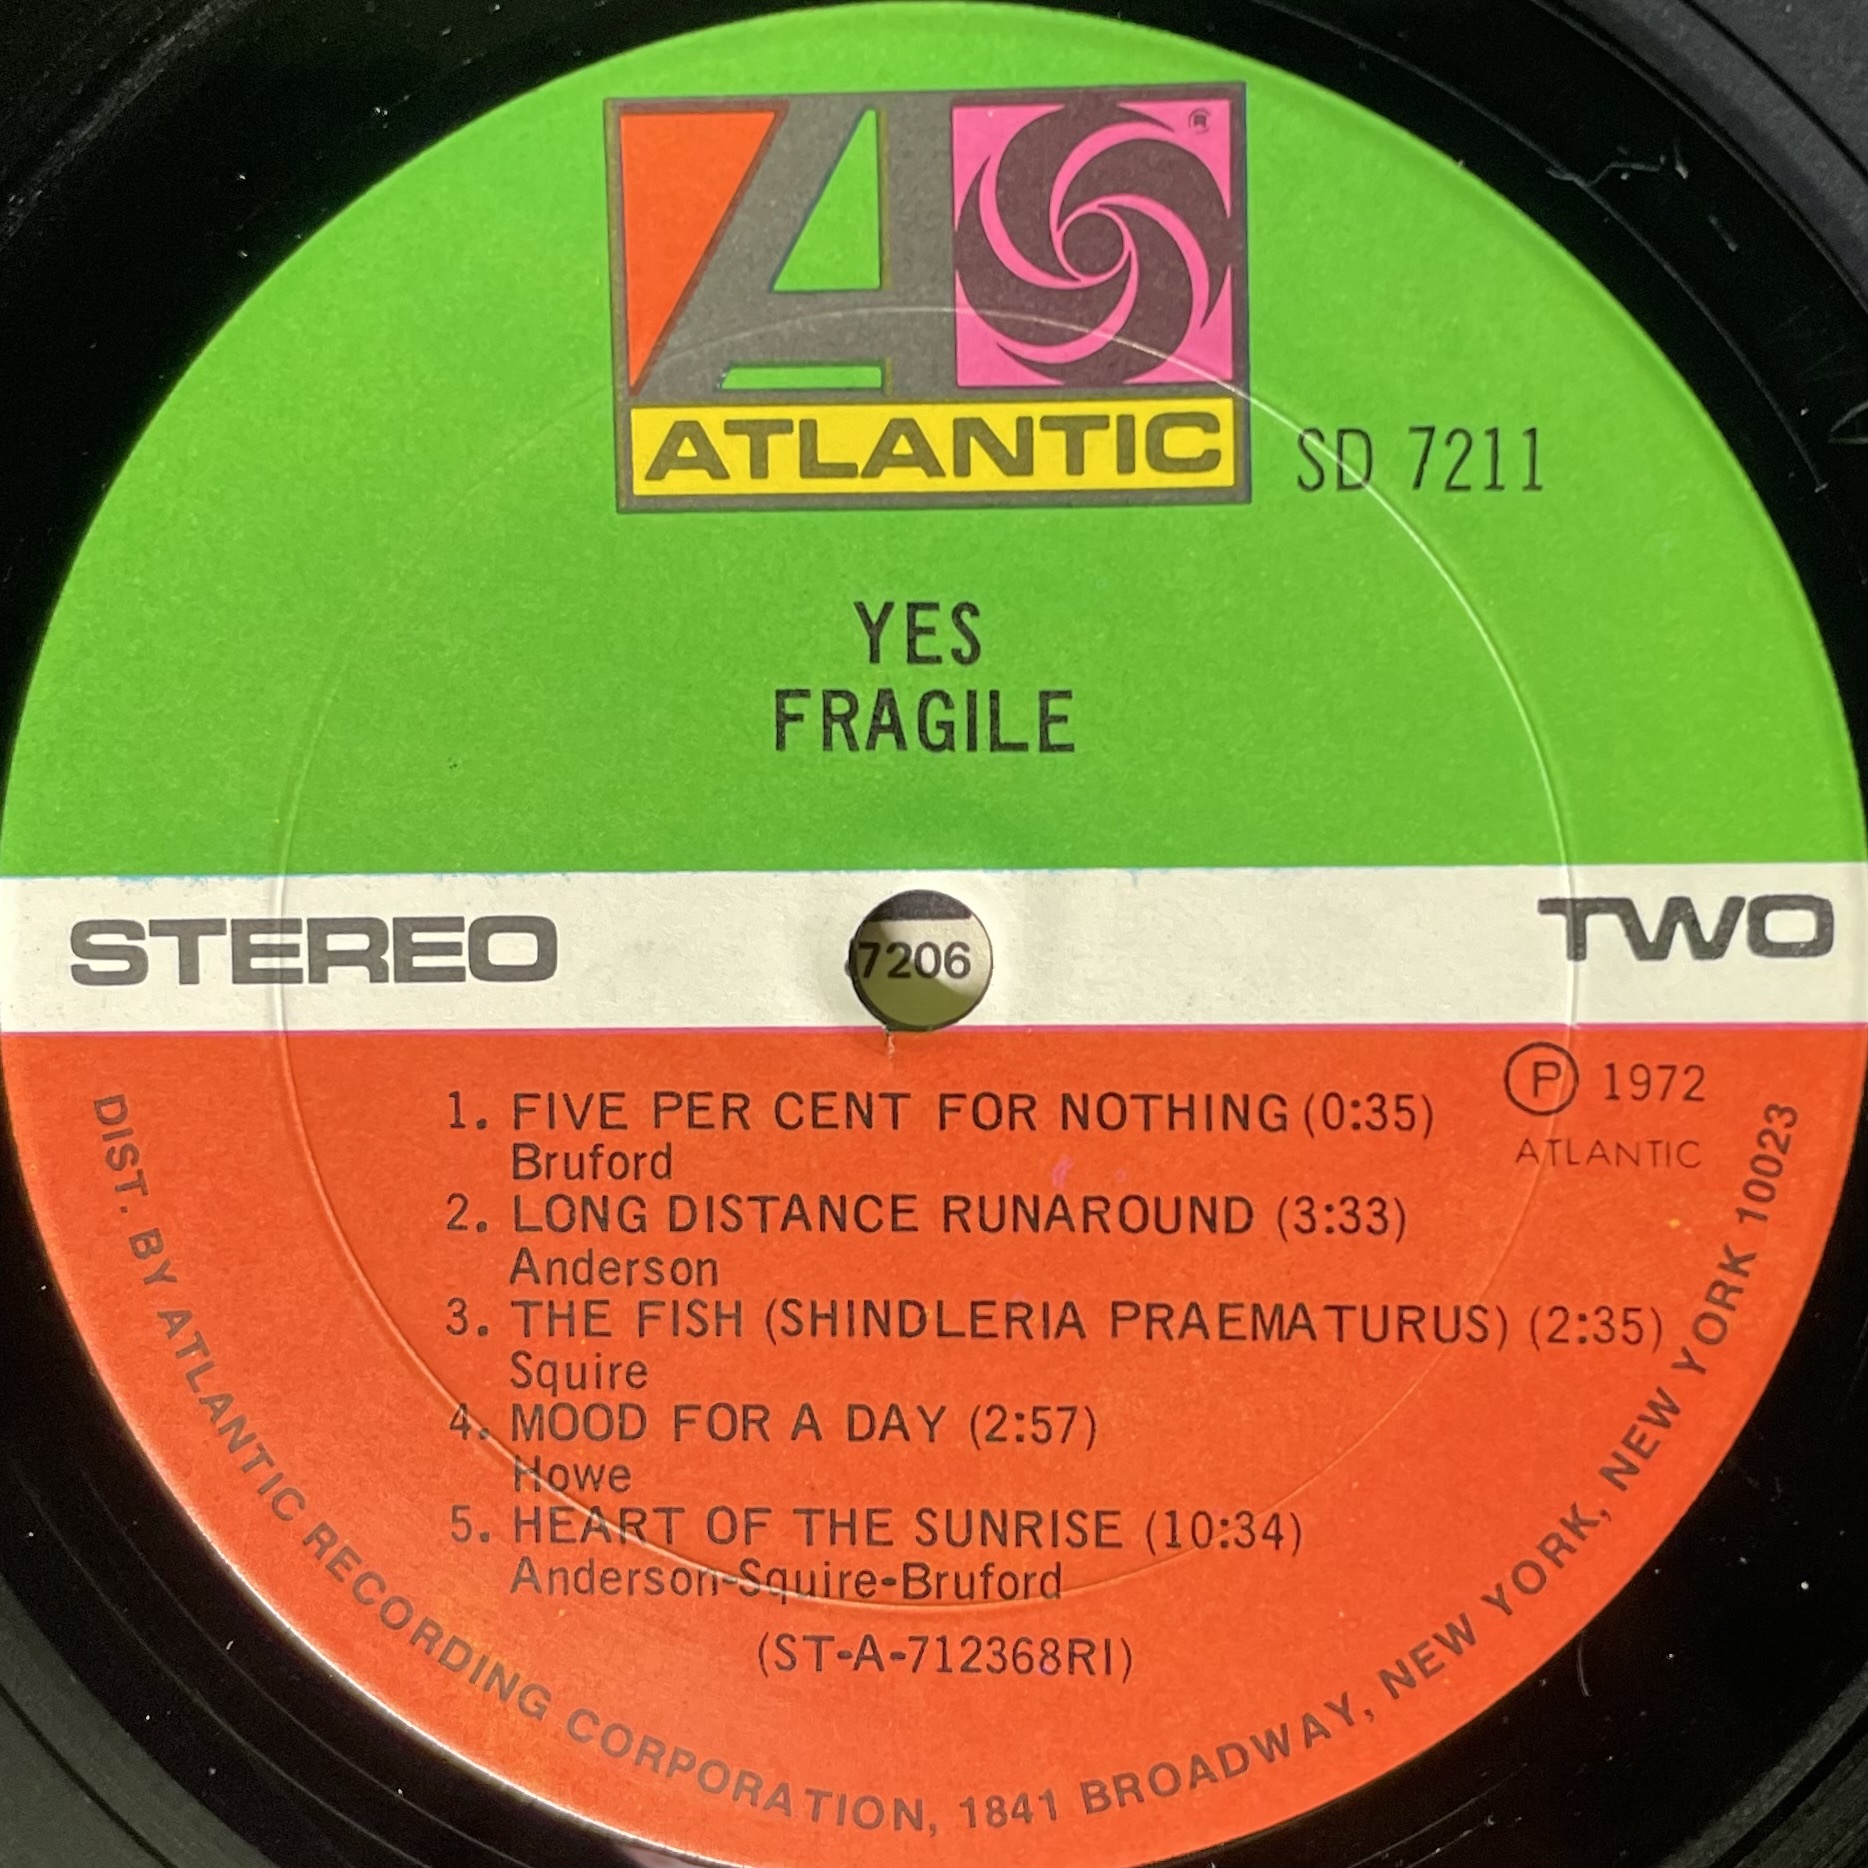 ATLANTIC
SD 7211
YES
FRAGILE
STEREO
7206
TWO
℗ 1972
ATLANTIC
1. FIVE PER CENT FOR NOTHING (0:35)
Bruford
2. LONG DISTANCE RUNAROUND (3:33)
Anderson
3. THE FISH (SHINDLERIA PRAEMATURUS) (2:35)
Squire
4. MOOD FOR A DAY (2:57)
Howe
5. HEART OF THE SUNRISE (10:34)
Anderson-Squire-Bruford
(ST-A-712368RI)
DIST. BY ATLANTIC RECORDING CORPORATION, 1841 BROADWAY, NEW YORK, NEW YORK 10023